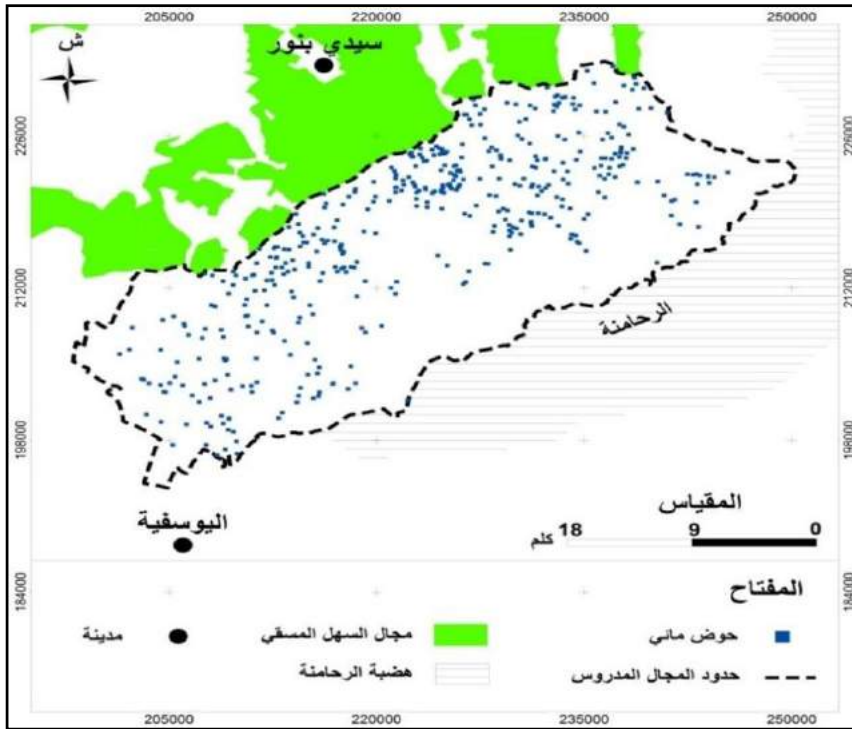 205000 220000 235000 250000
ش
سيدي بنور
226000 226000
212000 212000
الرحامنة
198000 198000
المقياس
0 9 18 كلم
اليوسفية
184000 184000
المفتاح
حوض مائي مجال السهل المسقي مدينة
حدود المجال المدروس هضبة الرحامنة
205000 220000 235000 250000